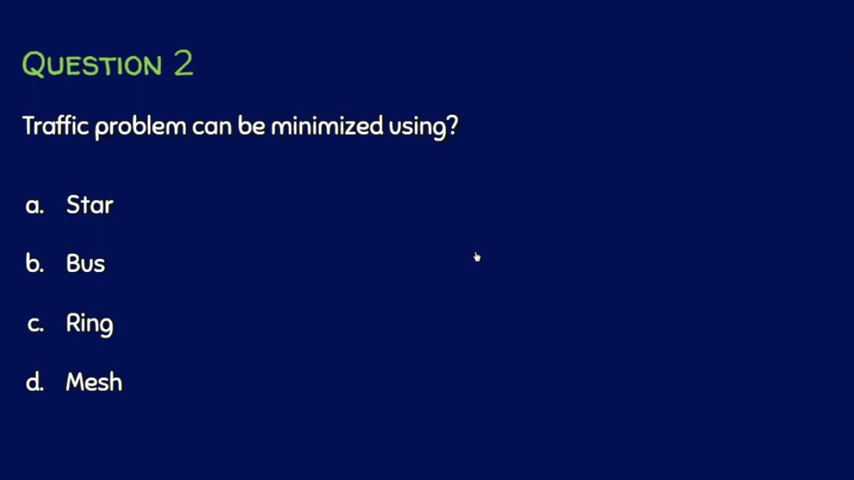 Question 2
Traffic problem can be minimized using?
a. Star
b. Bus
c. Ring
d. Mesh